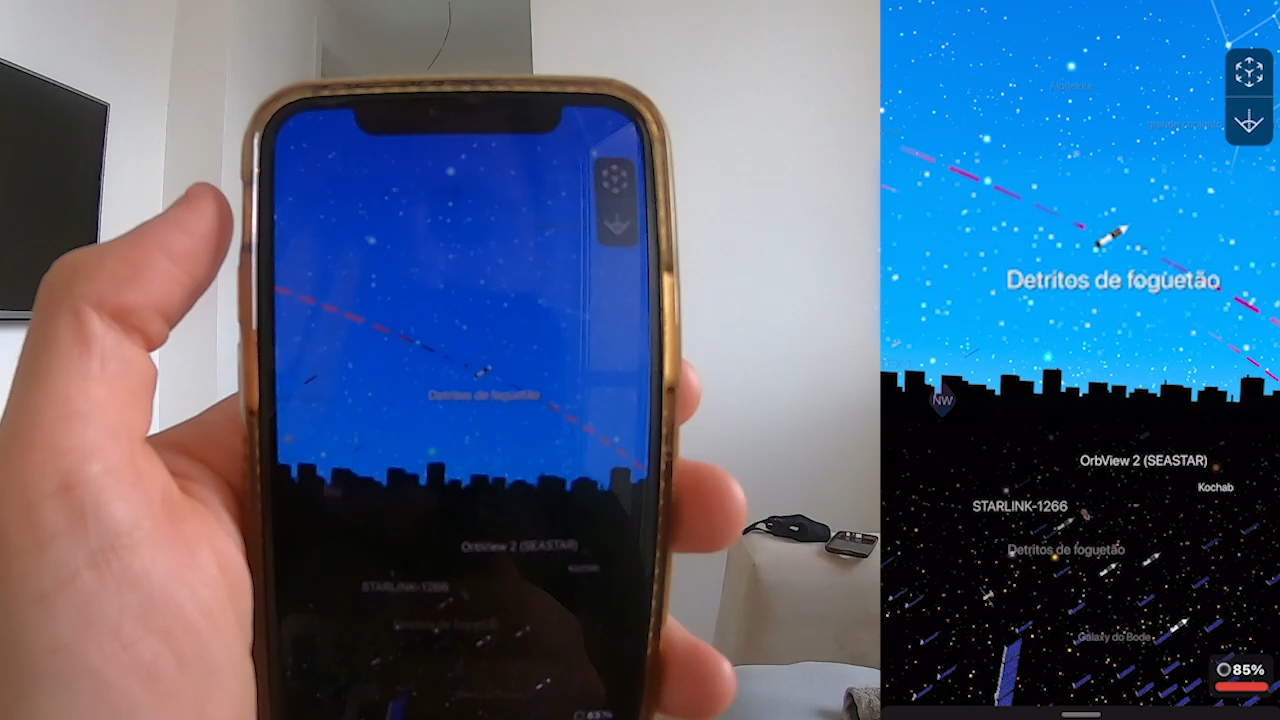 Detritos de foguetão
OrbView 2 (SEASTAR)
STARLINK-1266
Alphekka
Detritos de foguetão
NW
OrbView 2 (SEASTAR)
Kochab
STARLINK-1266
Detritos de foguetão
Galaxy do Bode
85%